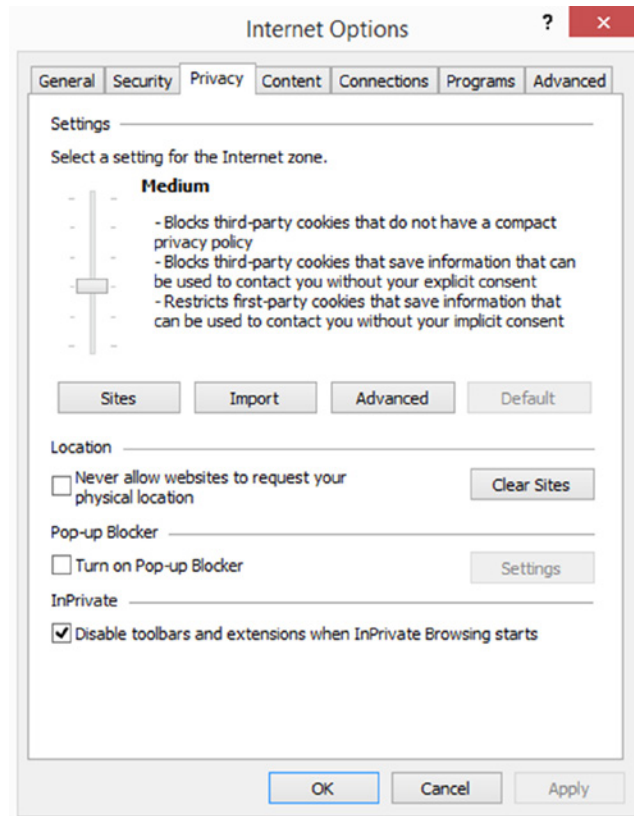 Internet Options
?
General Security Privacy Content Connections Programs Advanced
Settings
Select a setting for the Internet zone.
Medium
- Blocks third-party cookies that do not have a compact
privacy policy
- Blocks third-party cookies that save information that can
be used to contact you without your explicit consent
- Restricts first-party cookies that save information that
can be used to contact you without your implicit consent
Sites Import Advanced Default
Location
Never allow websites to request your
physical location
Clear Sites
Pop-up Blocker
Turn on Pop-up Blocker
Settings
InPrivate
Disable toolbars and extensions when InPrivate Browsing starts
OK Cancel Apply